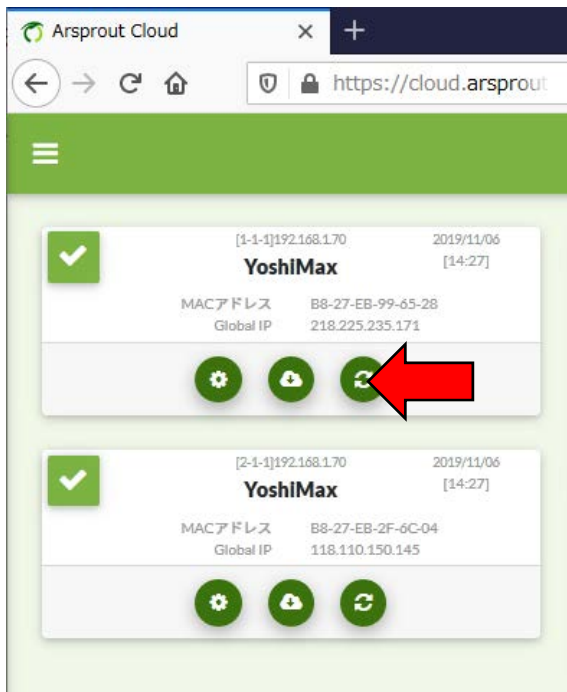 Arsprout Cloud
https://cloud.arsprout
[1-1-1]192.168.1.70 2019/11/06
YoshiMax [14:27]
MACアドレス B8-27-EB-99-65-28
Global IP 218.225.235.171
[2-1-1]192.168.1.70 2019/11/06
YoshiMax [14:27]
MACアドレス B8-27-EB-2F-6C-04
Global IP 118.110.150.145